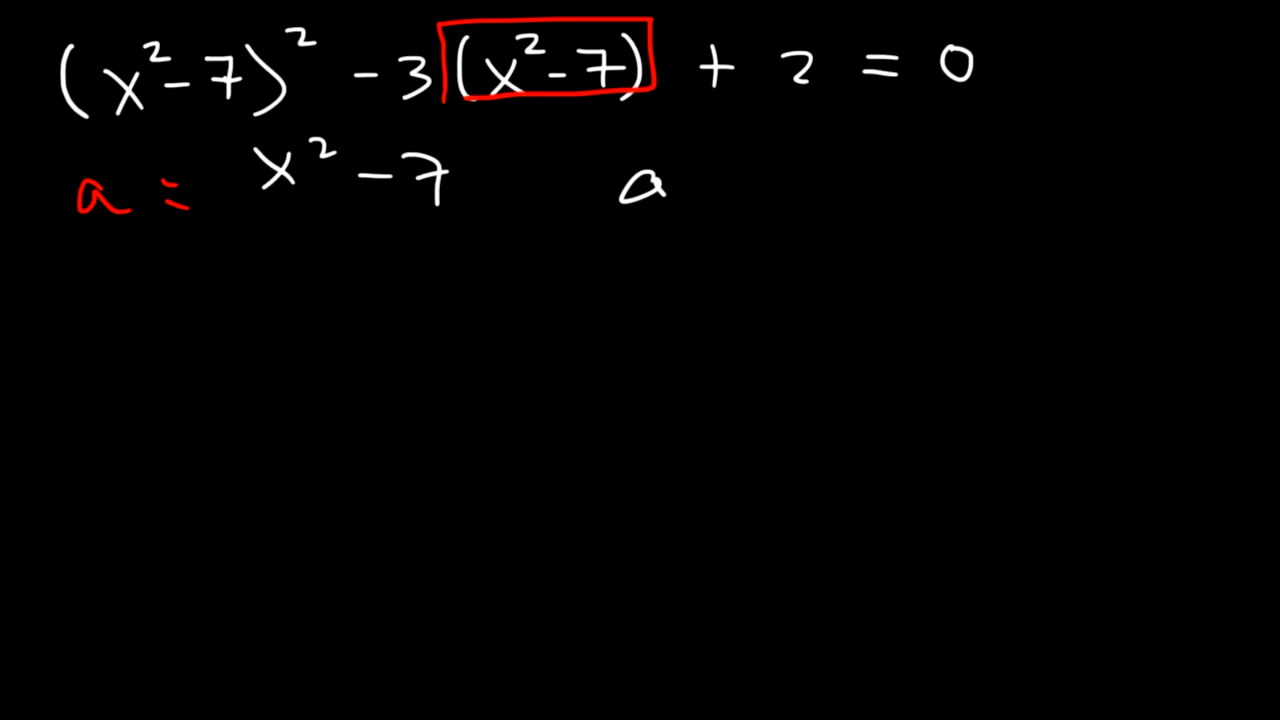 (x²-7)² -3(x²-7) + 2 = 0
a = x² -7 a